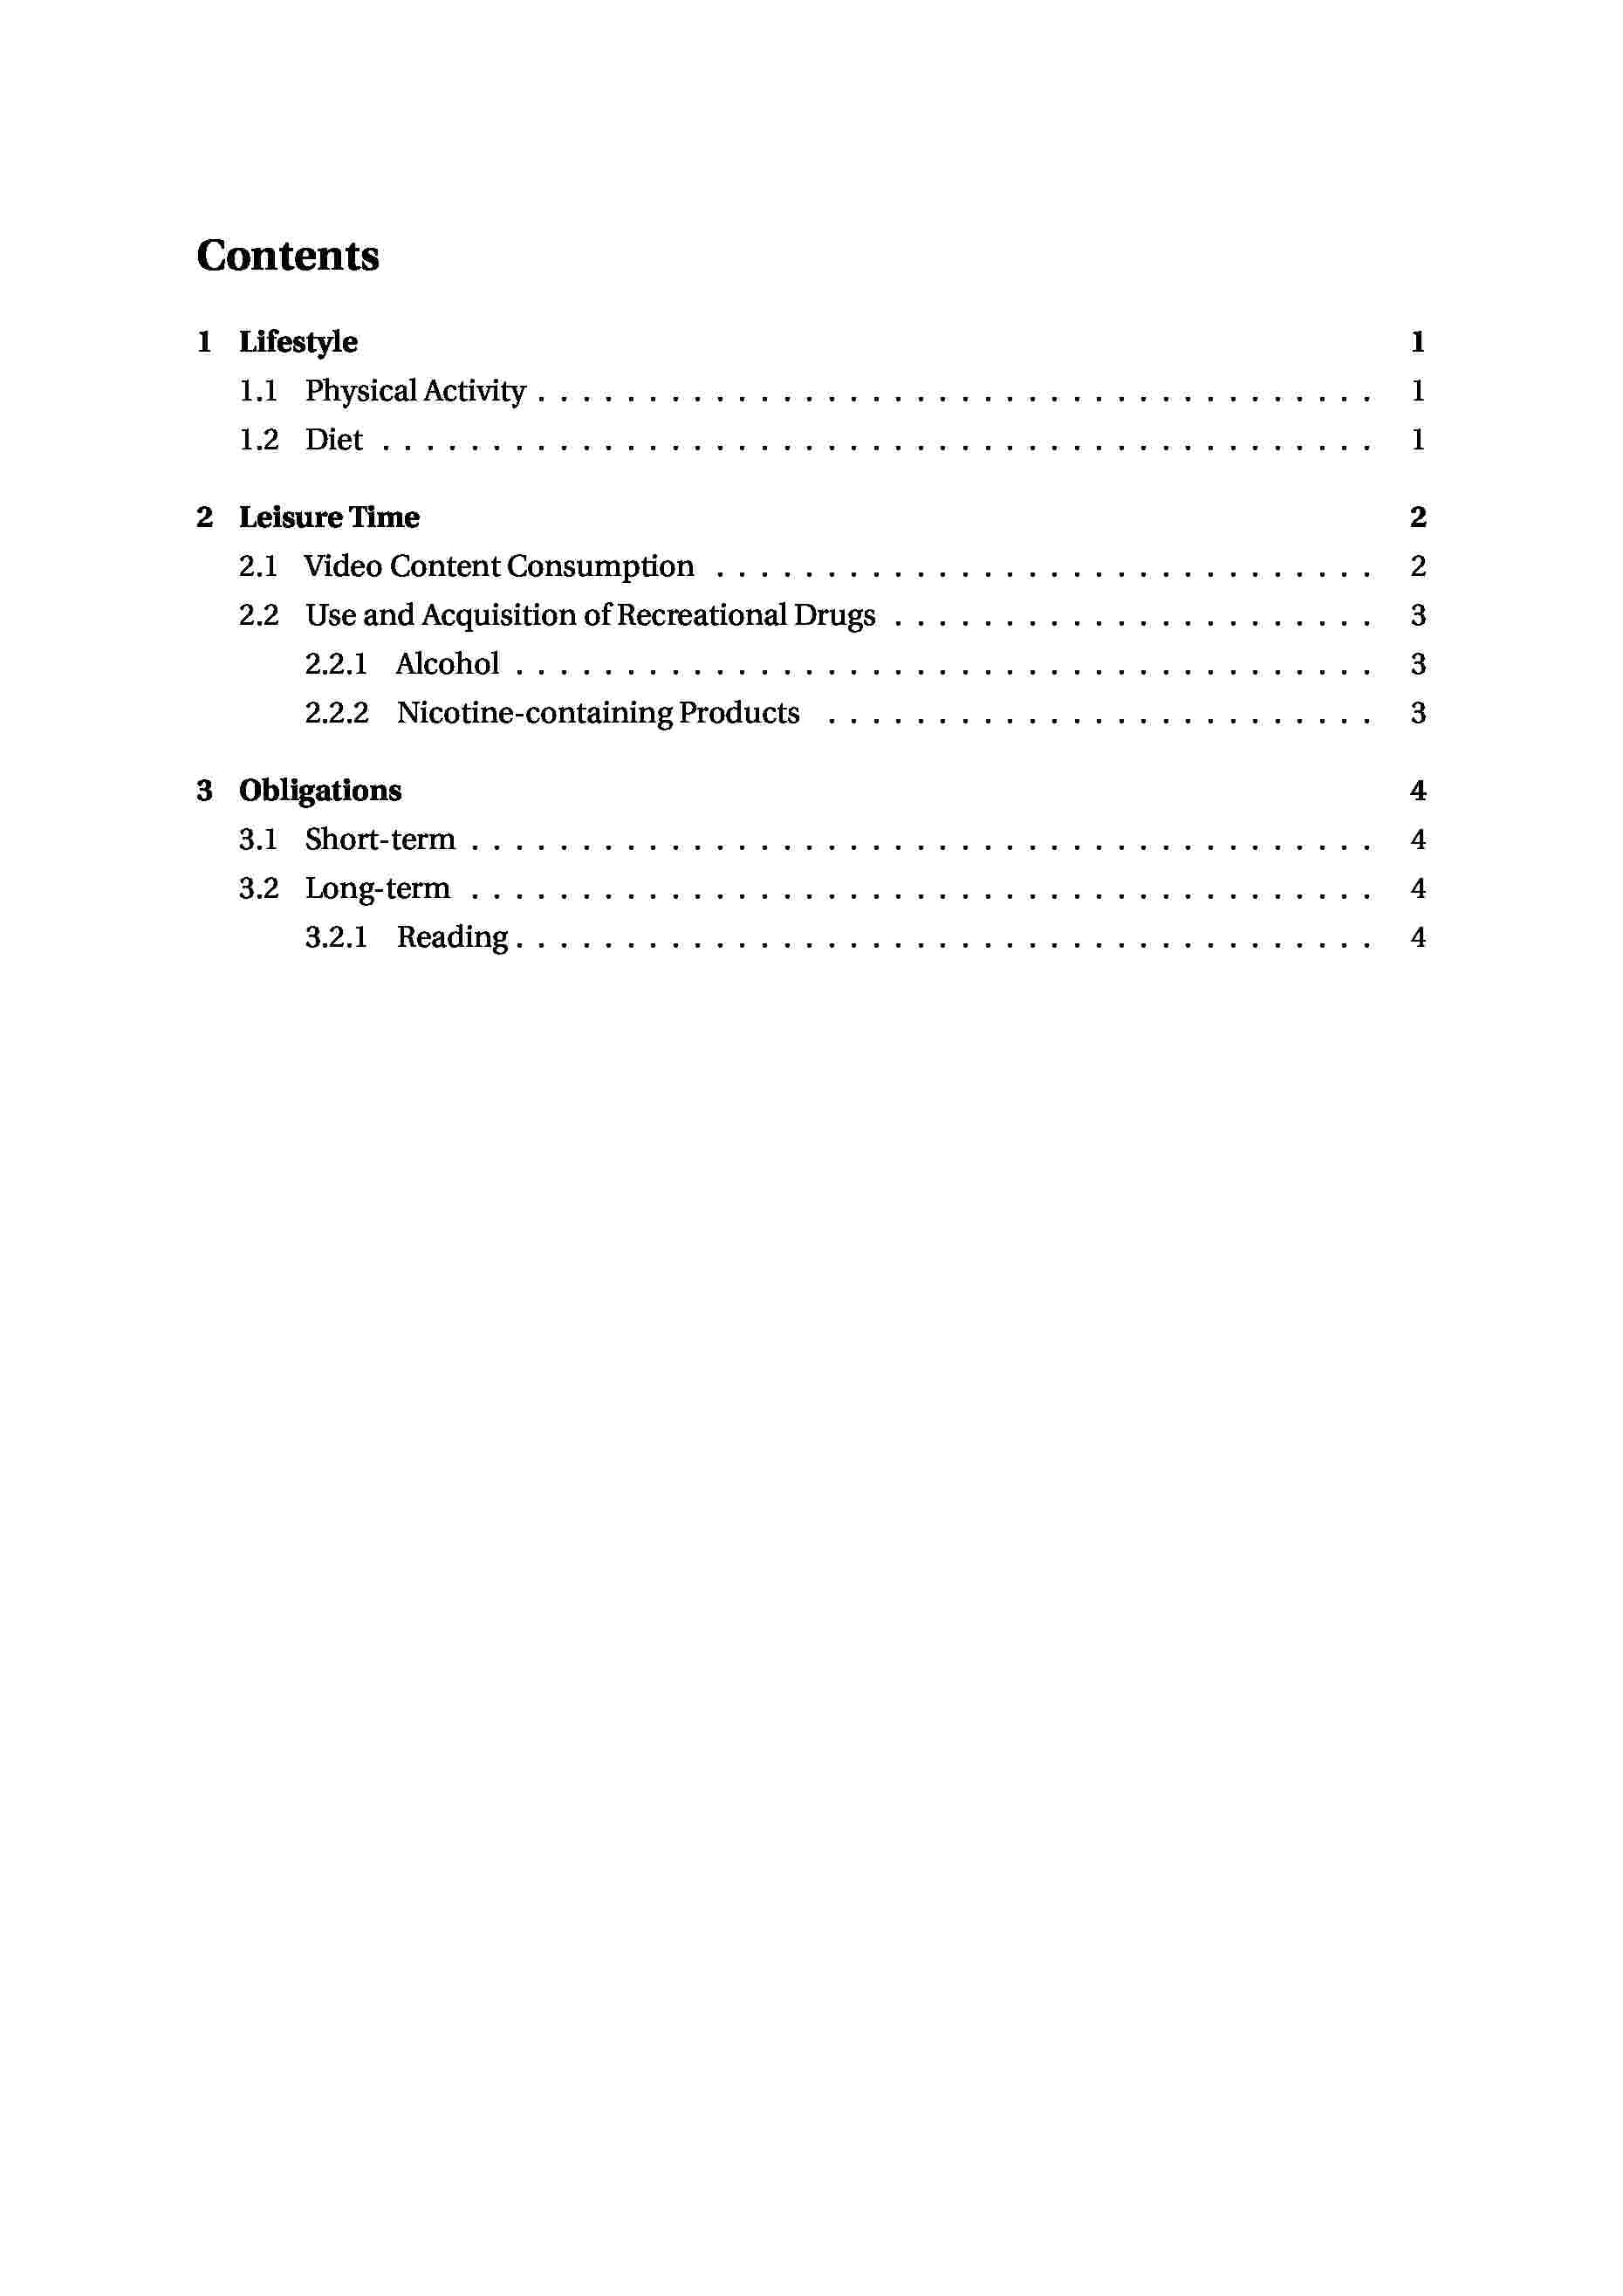 Contents
1 Lifestyle 1
1.1 Physical Activity . . . . . . . . . . . . . . . . . . . . . . . . . . . . . . . . . . . . . . 1
1.2 Diet . . . . . . . . . . . . . . . . . . . . . . . . . . . . . . . . . . . . . . . . . . . . . 1
2 Leisure Time 2
2.1 Video Content Consumption . . . . . . . . . . . . . . . . . . . . . . . . . . . . . . 2
2.2 Use and Acquisition of Recreational Drugs . . . . . . . . . . . . . . . . . . . . . . 3
2.2.1 Alcohol . . . . . . . . . . . . . . . . . . . . . . . . . . . . . . . . . . . . . . . 3
2.2.2 Nicotine-containing Products . . . . . . . . . . . . . . . . . . . . . . . . . 3
3 Obligations 4
3.1 Short-term . . . . . . . . . . . . . . . . . . . . . . . . . . . . . . . . . . . . . . . . . 4
3.2 Long-term . . . . . . . . . . . . . . . . . . . . . . . . . . . . . . . . . . . . . . . . . 4
3.2.1 Reading . . . . . . . . . . . . . . . . . . . . . . . . . . . . . . . . . . . . . . . 4